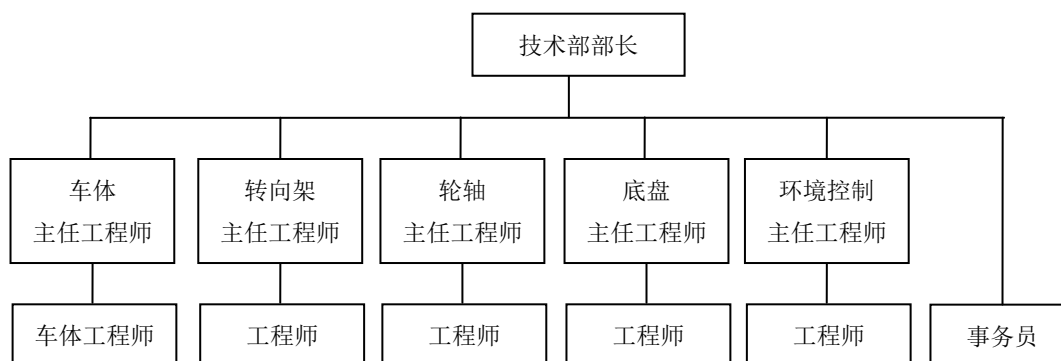 技术部部长
车体
主任工程师
转向架
主任工程师
轮轴
主任工程师
底盘
主任工程师
环境控制
主任工程师
车体工程师
工程师
工程师
工程师
工程师
事务员